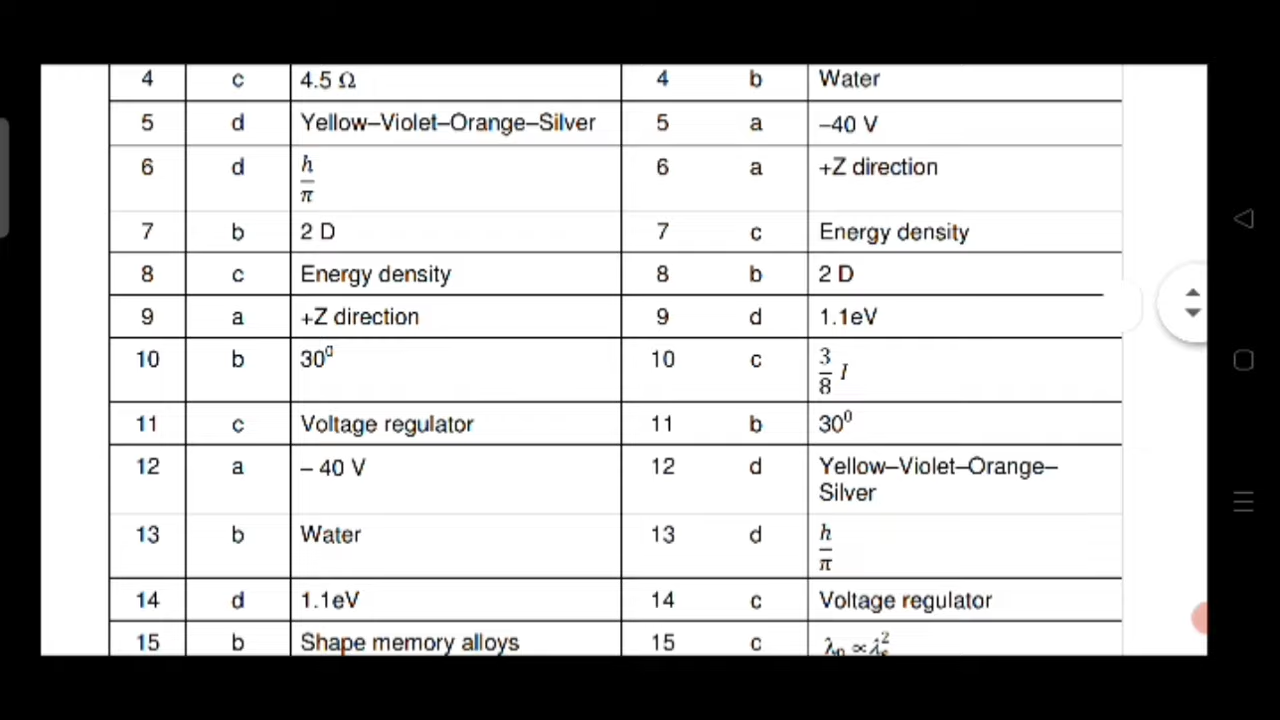 4 c 4.5 Ω 4 b Water
5 d Yellow–Violet–Orange–Silver 5 a –40 V
6 d h/π 6 a +Z direction
7 b 2 D 7 c Energy density
8 c Energy density 8 b 2 D
9 a +Z direction 9 d 1.1eV
10 b 30⁰ 10 c 3/8 I
11 c Voltage regulator 11 b 30⁰
12 a – 40 V 12 d Yellow–Violet–Orange–
Silver
13 b Water 13 d h/π
14 d 1.1eV 14 c Voltage regulator
15 b Shape memory alloys 15 c